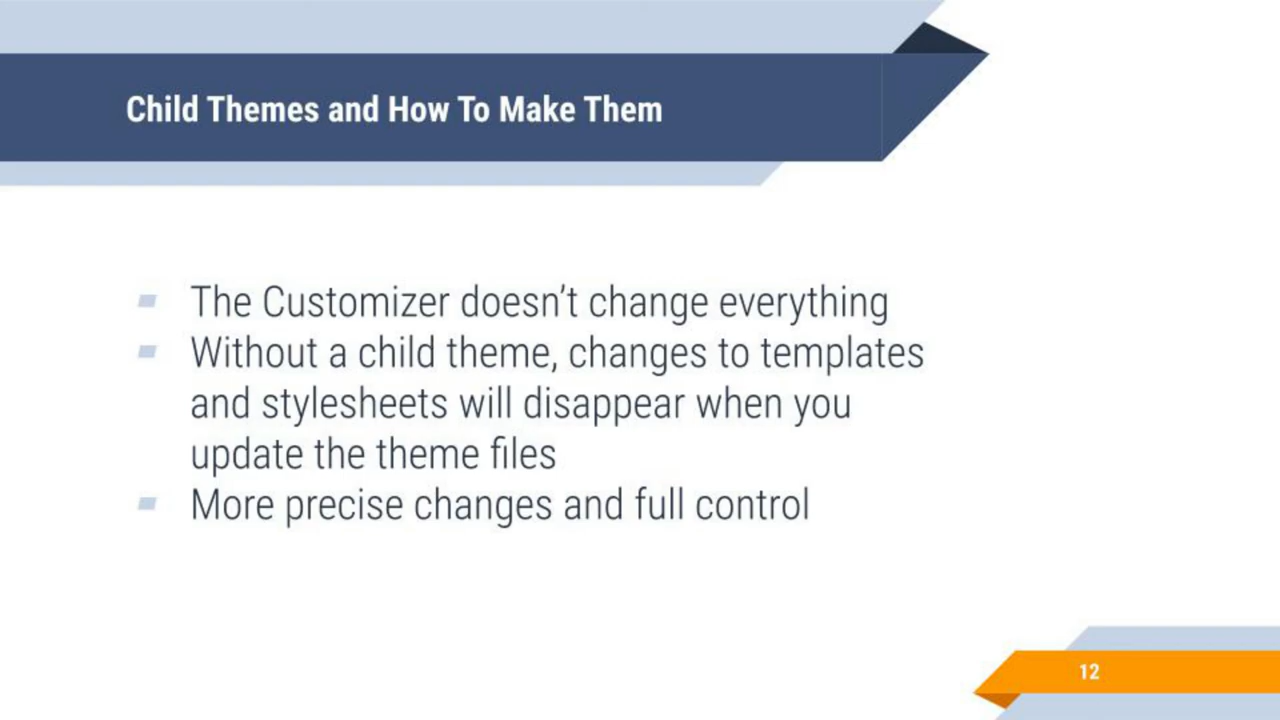 Child Themes and How To Make Them
The Customizer doesn’t change everything
Without a child theme, changes to templates
and stylesheets will disappear when you
update the theme files
More precise changes and full control
12